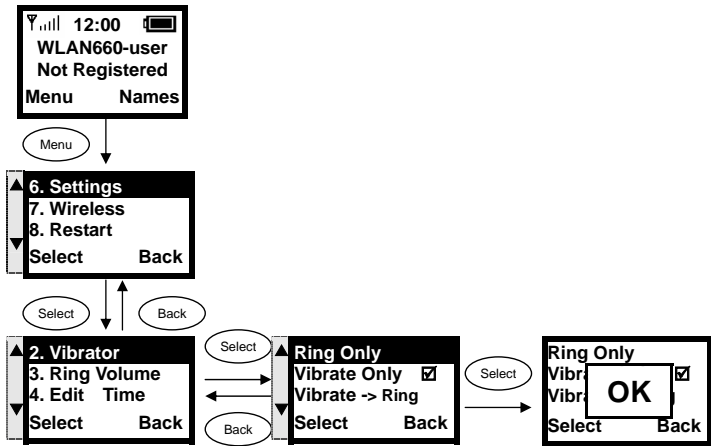 12:00
WLAN660-user
Not Registered
Menu Names
Menu
6. Settings
7. Wireless
8. Restart
Select Back
Select Back
2. Vibrator
3. Ring Volume
4. Edit Time
Select Back
Select
Back
Ring Only
Vibrate Only
Vibrate -> Ring
Select Back
Select
Ring Only
Vibra
Vibra g
OK
Select Back